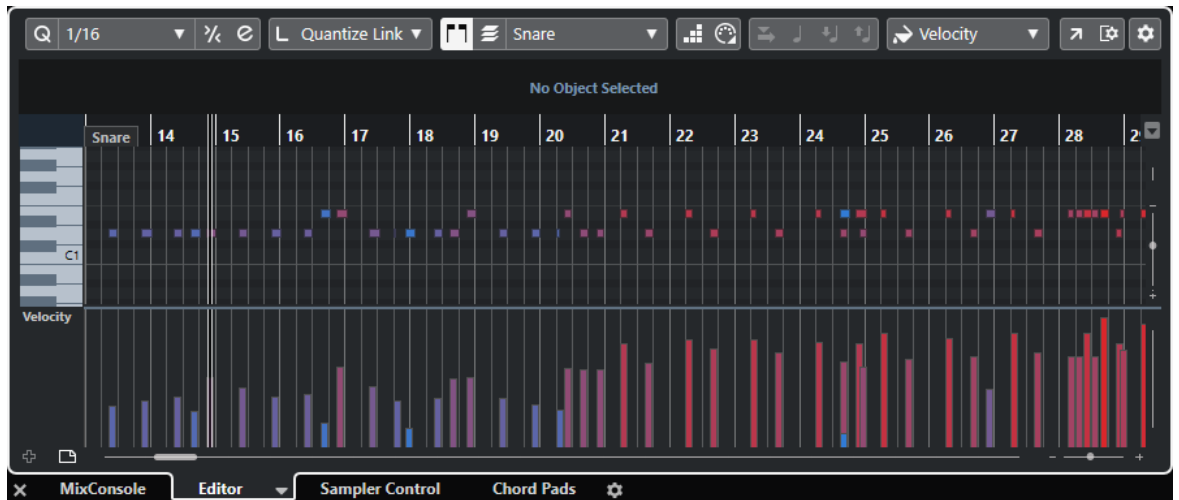 Q 1/16 Quantize Link Snare Velocity
No Object Selected
Snare 14 15 16 17 18 19 20 21 22 23 24 25 26 27 28
C1
Velocity
MixConsole Editor Sampler Control Chord Pads